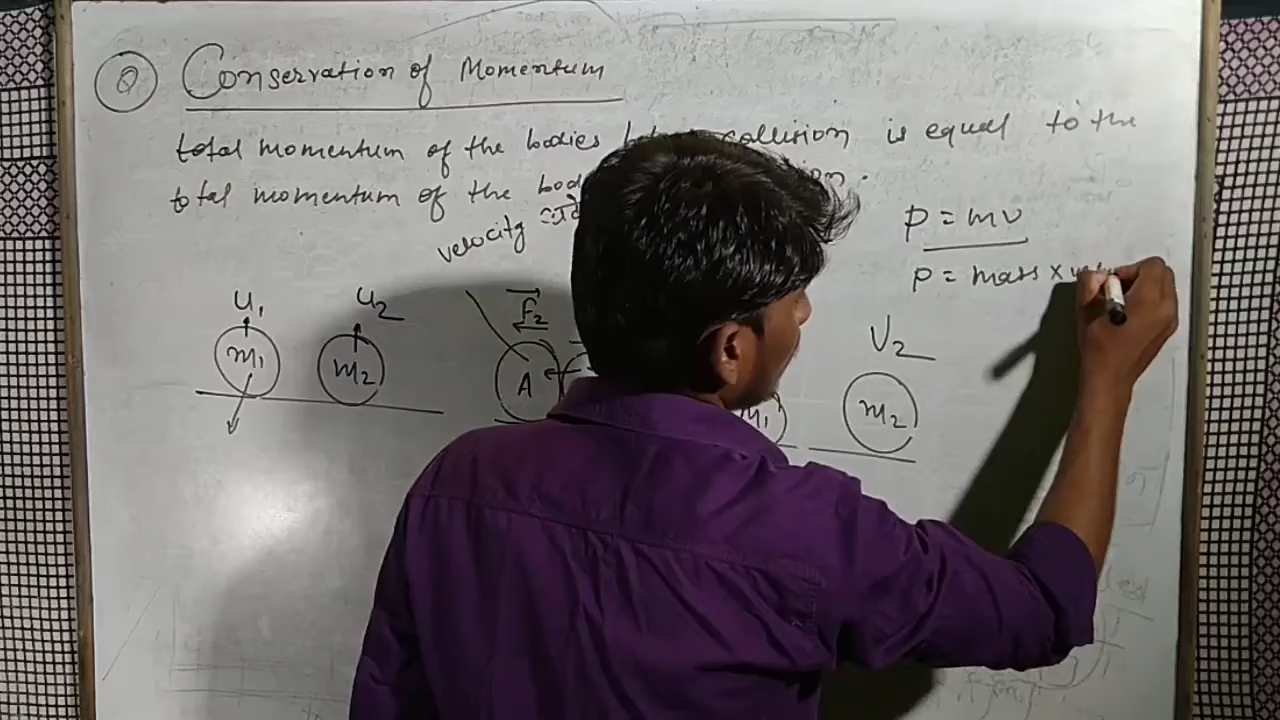 Q Conservation of Momentum
total momentum of the bodies collision is equal to the
total momentum of the
velocity
P = mv
P = mass ×
u1 u2 F2 V2
m1 m2 A m1 m2